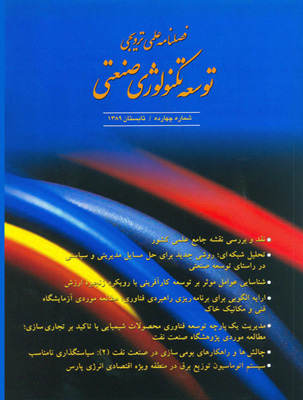 فصلنامه علمی ترویجی
توسعه تکنولوژی صنعتی
شماره چهارده / تابستان ۱۳۸۹
نقد و بررسی نقشه جامع علمی کشور
تحلیل شبکه‌ای؛ روشی جدید برای حل مسایل مدیریتی و سیاسی
در راستای توسعه صنعتی
شناسایی عوامل موثر بر توسعه کارآفرینی با رویکرد زنجیره ارزش
ارایه الگویی برای برنامه ریزی راهبردی فناوری (مطالعه موردی آزمایشگاه
فنی و مکانیک خاک
مدیریت یک پارچه توسعه فناوری محصولات شیمیایی با تاکید بر تجاری سازی؛
مطالعه موردی پژوهشگاه صنعت نفت
چالش ها و راهکارهای بومی سازی در صنعت نفت (۲): سیاستگذاری نامناسب
سیستم اتوماسیون توزیع برق در منطقه ویژه اقتصادی انرژی پارس